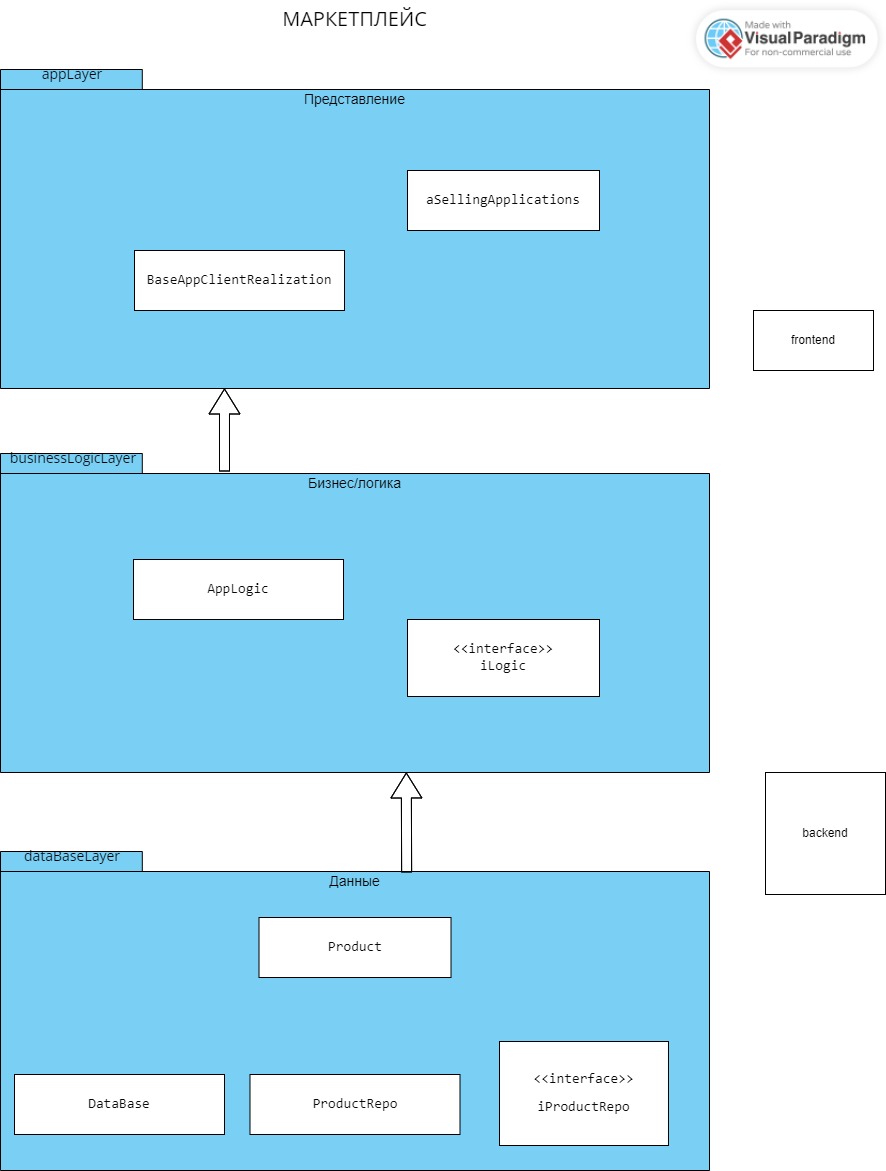 МАРКЕТПЛЕЙС
Made with
Visual Paradigm
For non-commercial use
appLayer
Представление
aSellingApplications
BaseAppClientRealization
frontend
businessLogicLayer
Бизнес/логика
AppLogic
<<interface>>
iLogic
backend
dataBaseLayer
Данные
Product
<<interface>>
iProductRepo
DataBase
ProductRepo